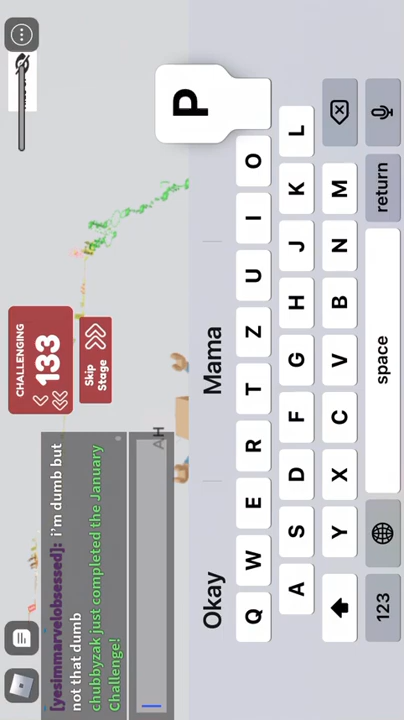 CHALLENGING
133
Skip
Stage
[yesimmarvelobsessed]: i'm dumb but
not that dumb
chubbyzak just completed the January
Challenge!
AH
Okay
Mama
P
Q W E R T Z U I O
A S D F G H J K L
Y X C V B N M
123
space
return